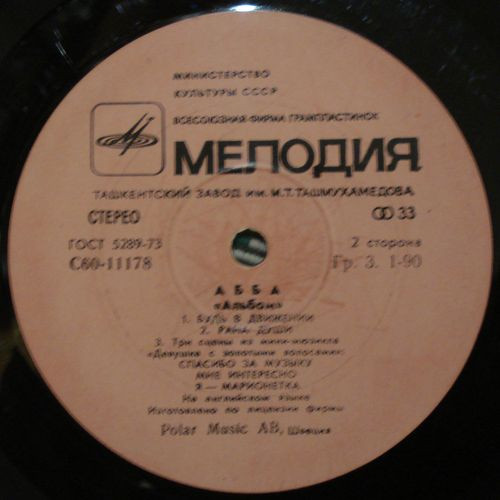 МИНИСТЕРСТВО
КУЛЬТУРЫ СССР
ВСЕСОЮЗНАЯ ФИРМА ГРАМПЛАСТИНОК
МЕЛОДИЯ
ТАШКЕНТСКИЙ ЗАВОД ИМ. М.Т. ТАШМУХАМЕДОВА
СТЕРЕО 33
ГОСТ 5289-73 2 сторона
С60-11178 Гр. 3. 1-90
АББА
«Альбом»
1. БУДЬ В ДВИЖЕНИИ
2. РАНА ДУШИ
3. Три сцены из мини-мюзикла
«Девушка с золотыми волосами»:
СПАСИБО ЗА МУЗЫКУ
МНЕ ИНТЕРЕСНО
Я — МАРИОНЕТКА
На английском языке
Изготовлено по лицензии фирмы
Polar Music AB, Швеция